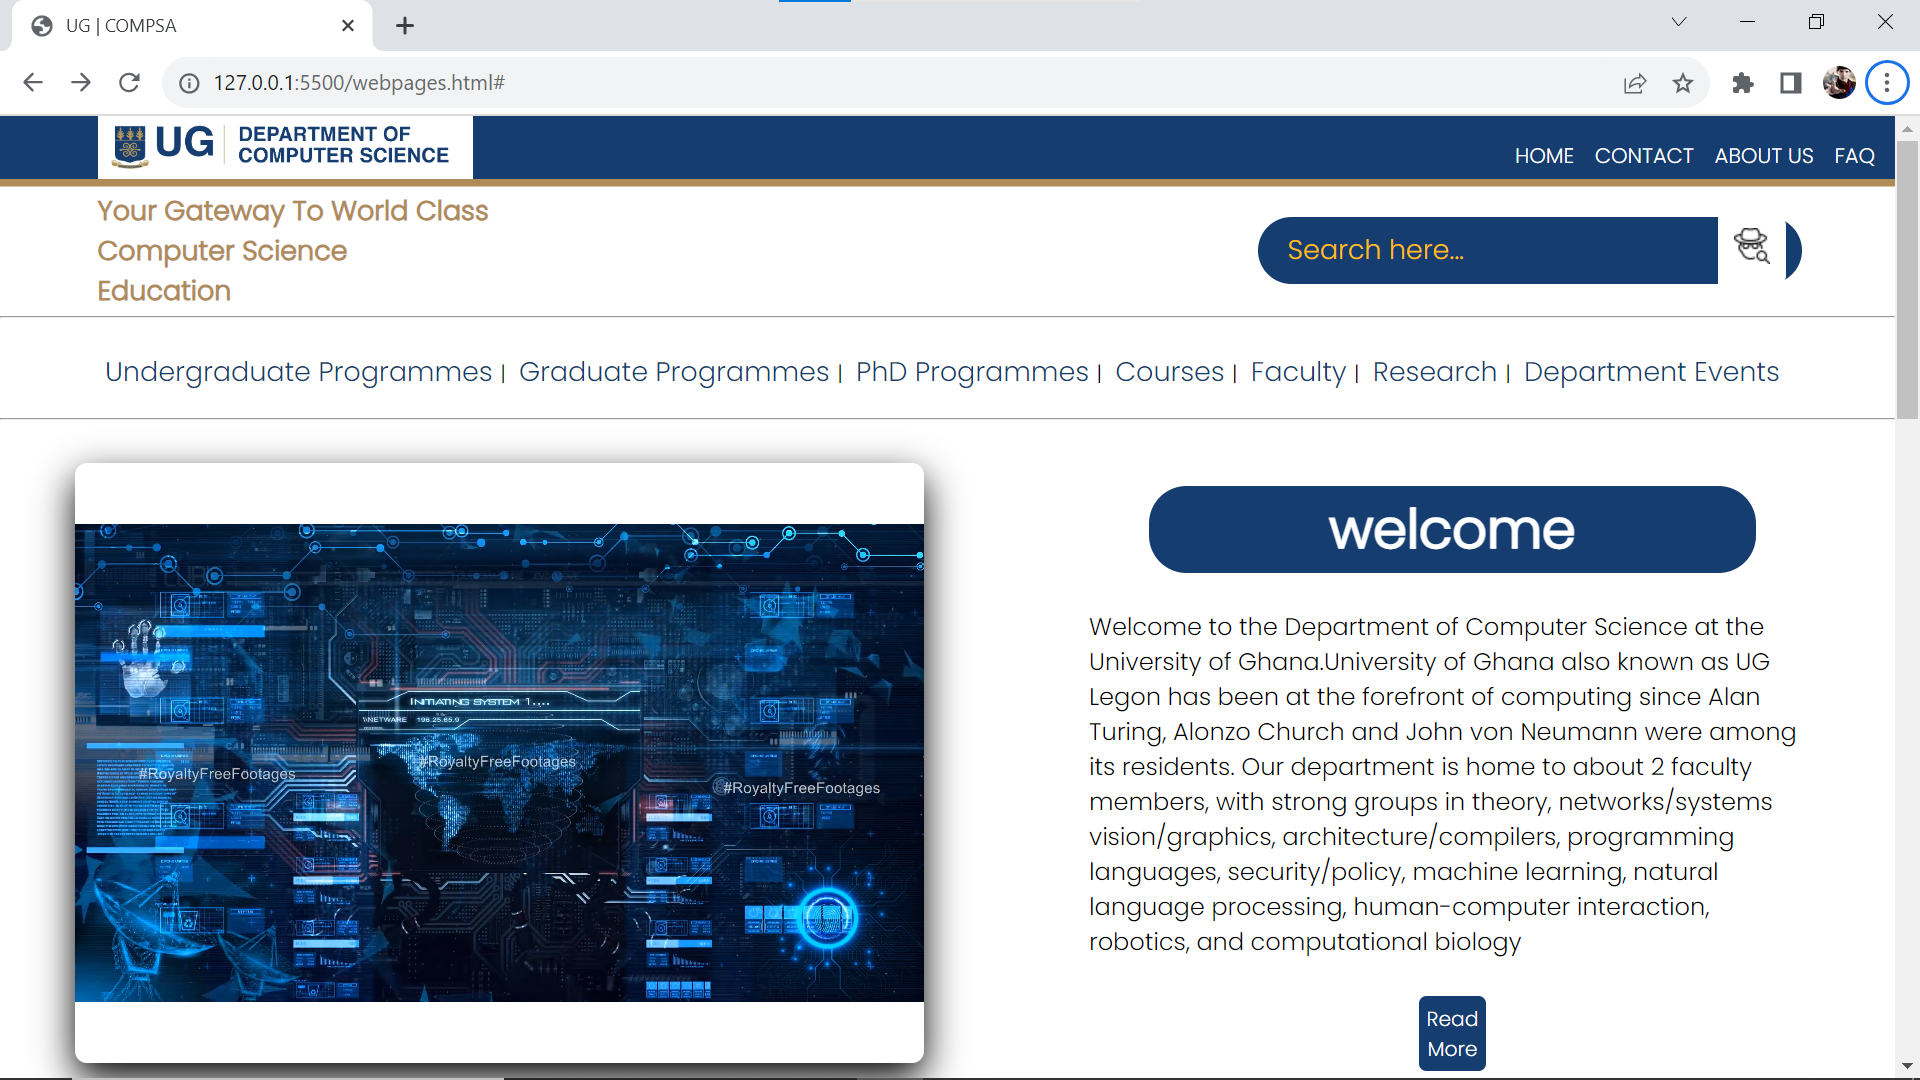 UG | COMPSA
127.0.0.1:5500/webpages.html#
UG
DEPARTMENT OF
COMPUTER SCIENCE
HOME CONTACT ABOUT US FAQ
Your Gateway To World Class
Computer Science
Education
Search here...
Undergraduate Programmes | Graduate Programmes | PhD Programmes | Courses | Faculty | Research | Department Events
INITIATING SYSTEM 1....
\\NETWARE 196.25.65.9
#RoyaltyFreeFootages
#RoyaltyFreeFootages
#RoyaltyFreeFootages
welcome
Welcome to the Department of Computer Science at the
University of Ghana.University of Ghana also known as UG
Legon has been at the forefront of computing since Alan
Turing, Alonzo Church and John von Neumann were among
its residents. Our department is home to about 2 faculty
members, with strong groups in theory, networks/systems
vision/graphics, architecture/compilers, programming
languages, security/policy, machine learning, natural
language processing, human-computer interaction,
robotics, and computational biology
Read
More